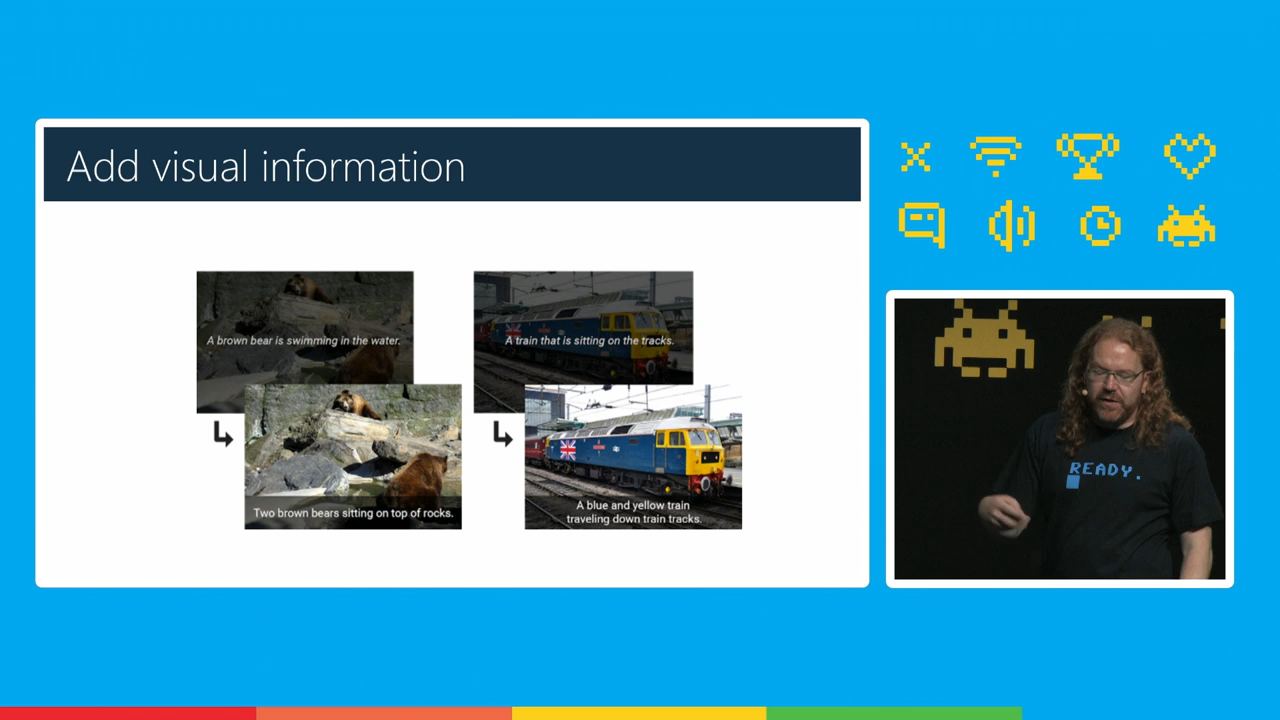 Add visual information
A brown bear is swimming in the water.
A train that is sitting on the tracks.
Two brown bears sitting on top of rocks.
A blue and yellow train
traveling down train tracks.
READY.